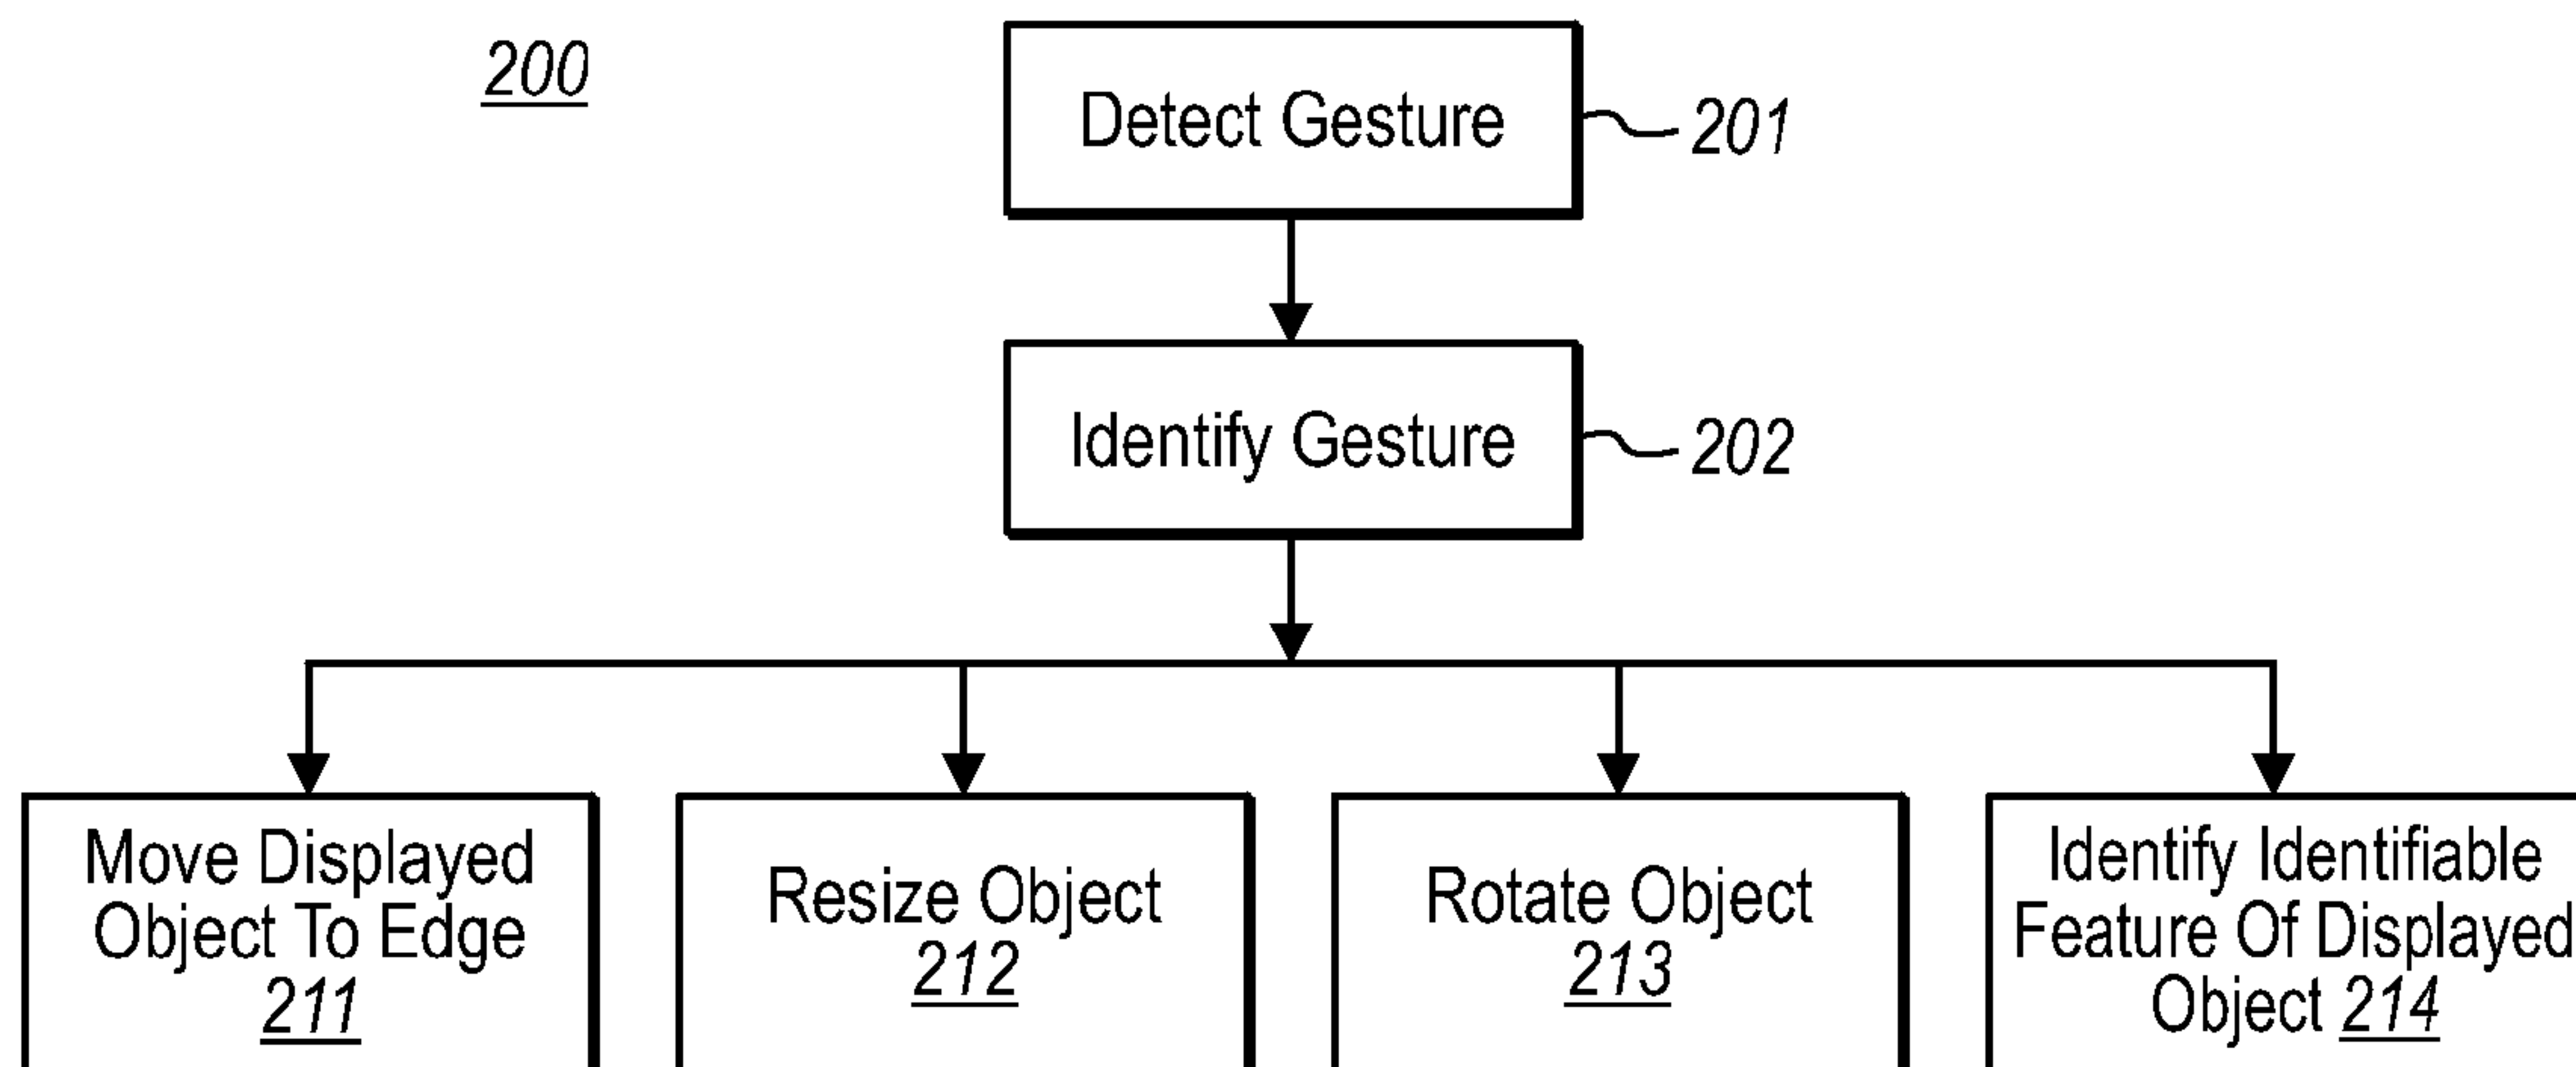 200
Detect Gesture
201
Identify Gesture
202
Move Displayed
Object To Edge
211
Resize Object
212
Rotate Object
213
Identify Identifiable
Feature Of Displayed
Object 214